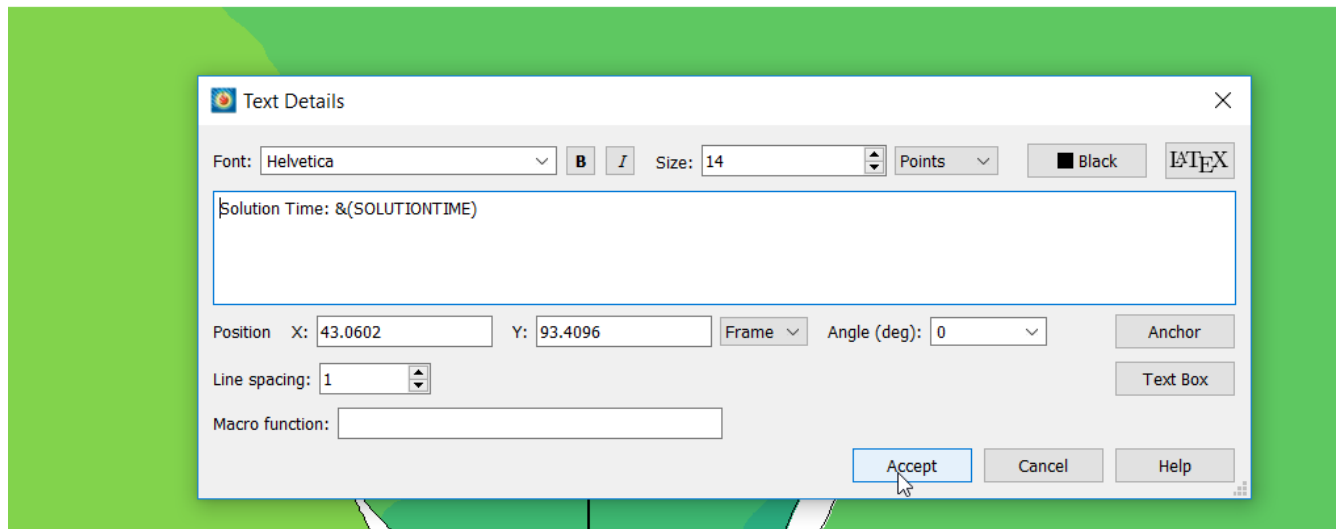 Text Details
Font: Helvetica B I Size: 14 Points Black LATEX
Solution Time: &(SOLUTIONTIME)
Position X: 43.0602 Y: 93.4096 Frame Angle (deg): 0 Anchor
Line spacing: 1 Text Box
Macro function:
Accept Cancel Help